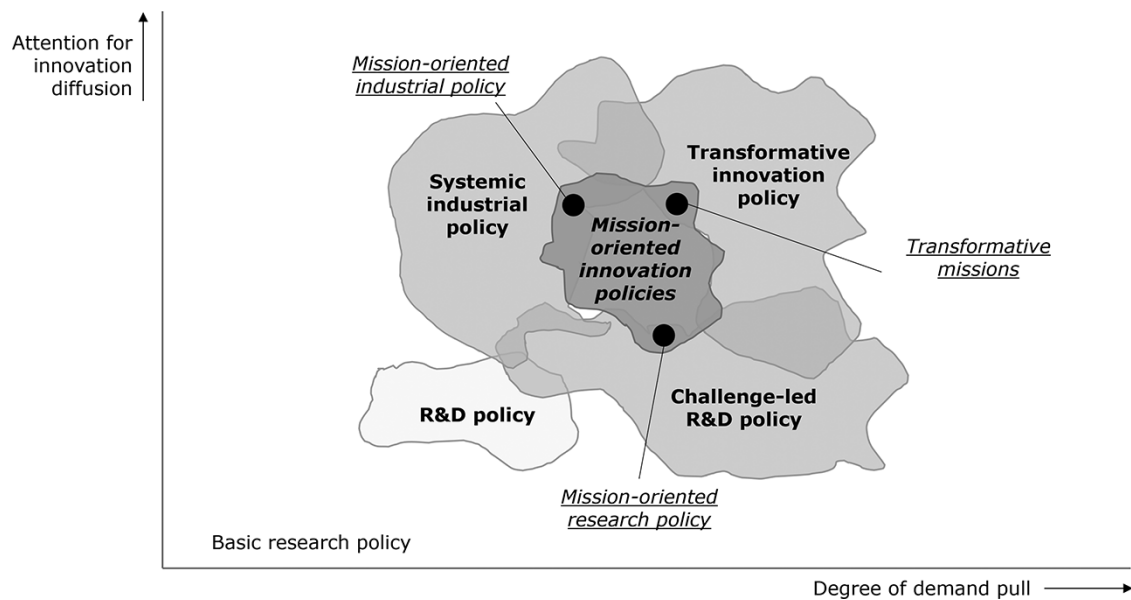 Attention for
innovation
diffusion
Mission-oriented
industrial policy
Transformative
innovation
policy
Systemic
industrial
policy
Mission-
oriented
innovation
policies
Transformative
missions
Challenge-led
R&D policy
R&D policy
Mission-oriented
research policy
Basic research policy
Degree of demand pull